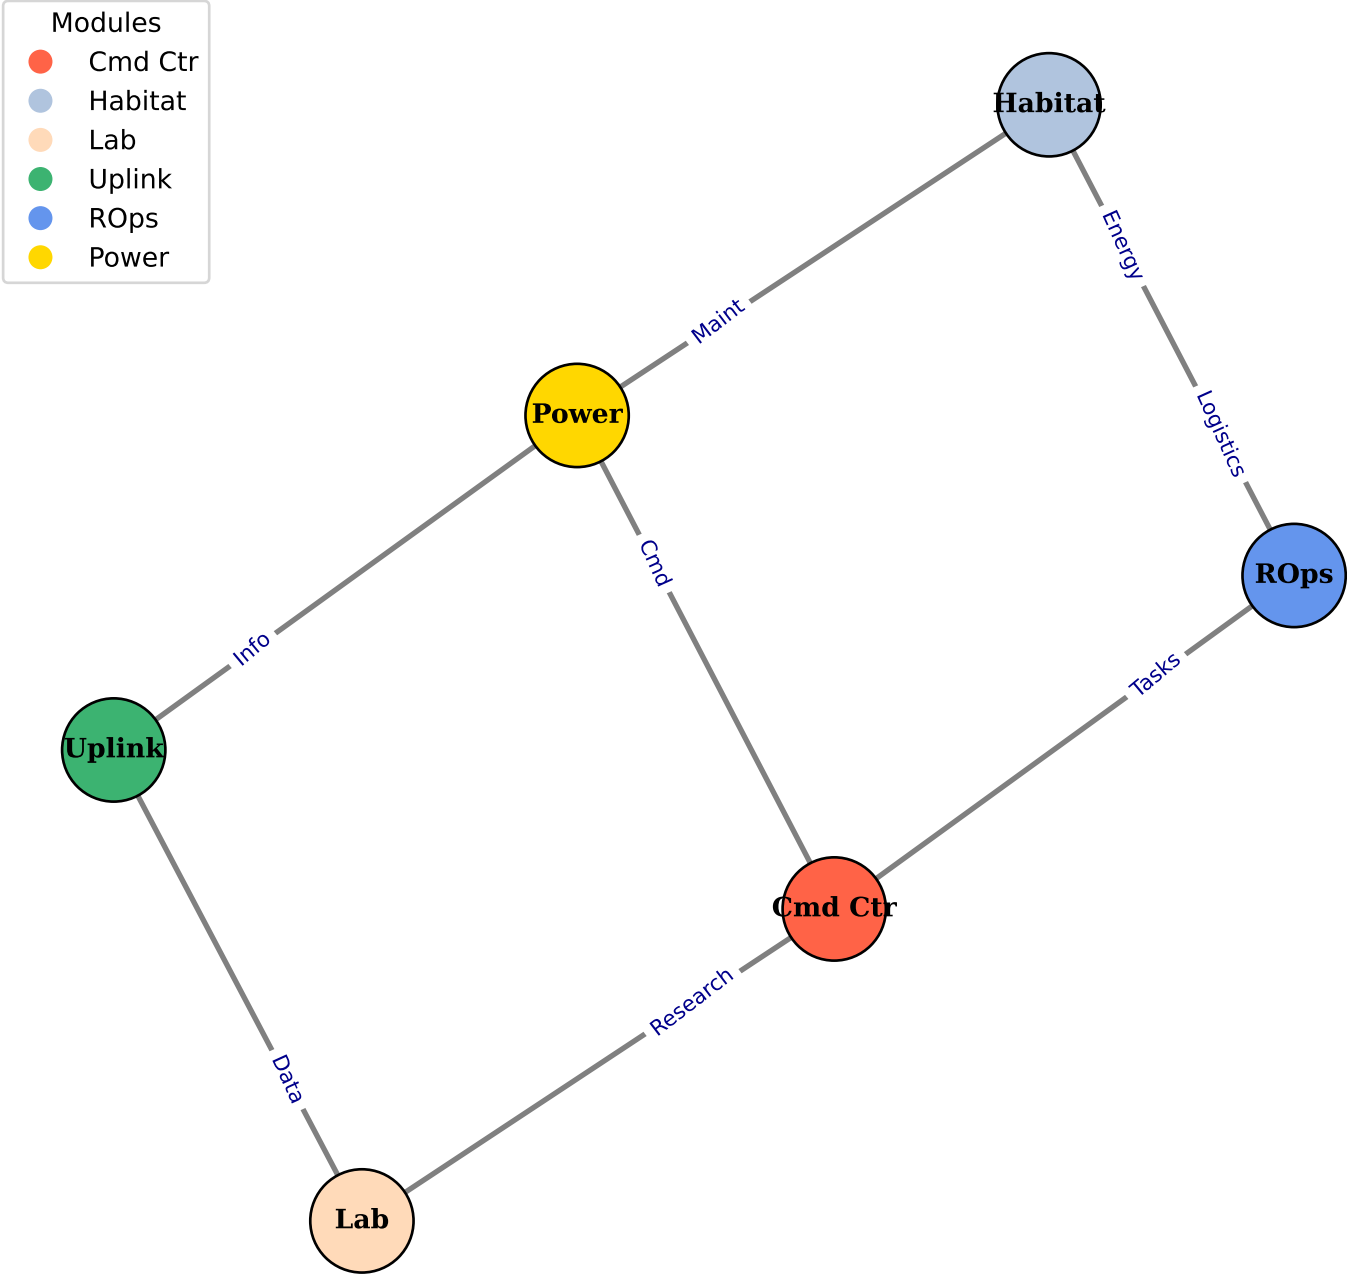 Modules
Cmd Ctr
Habitat
Lab
Uplink
ROps
Power
Habitat
Energy
Maint
Logistics
Power
Cmd
ROps
Info
Tasks
Uplink
Cmd Ctr
Research
Data
Lab